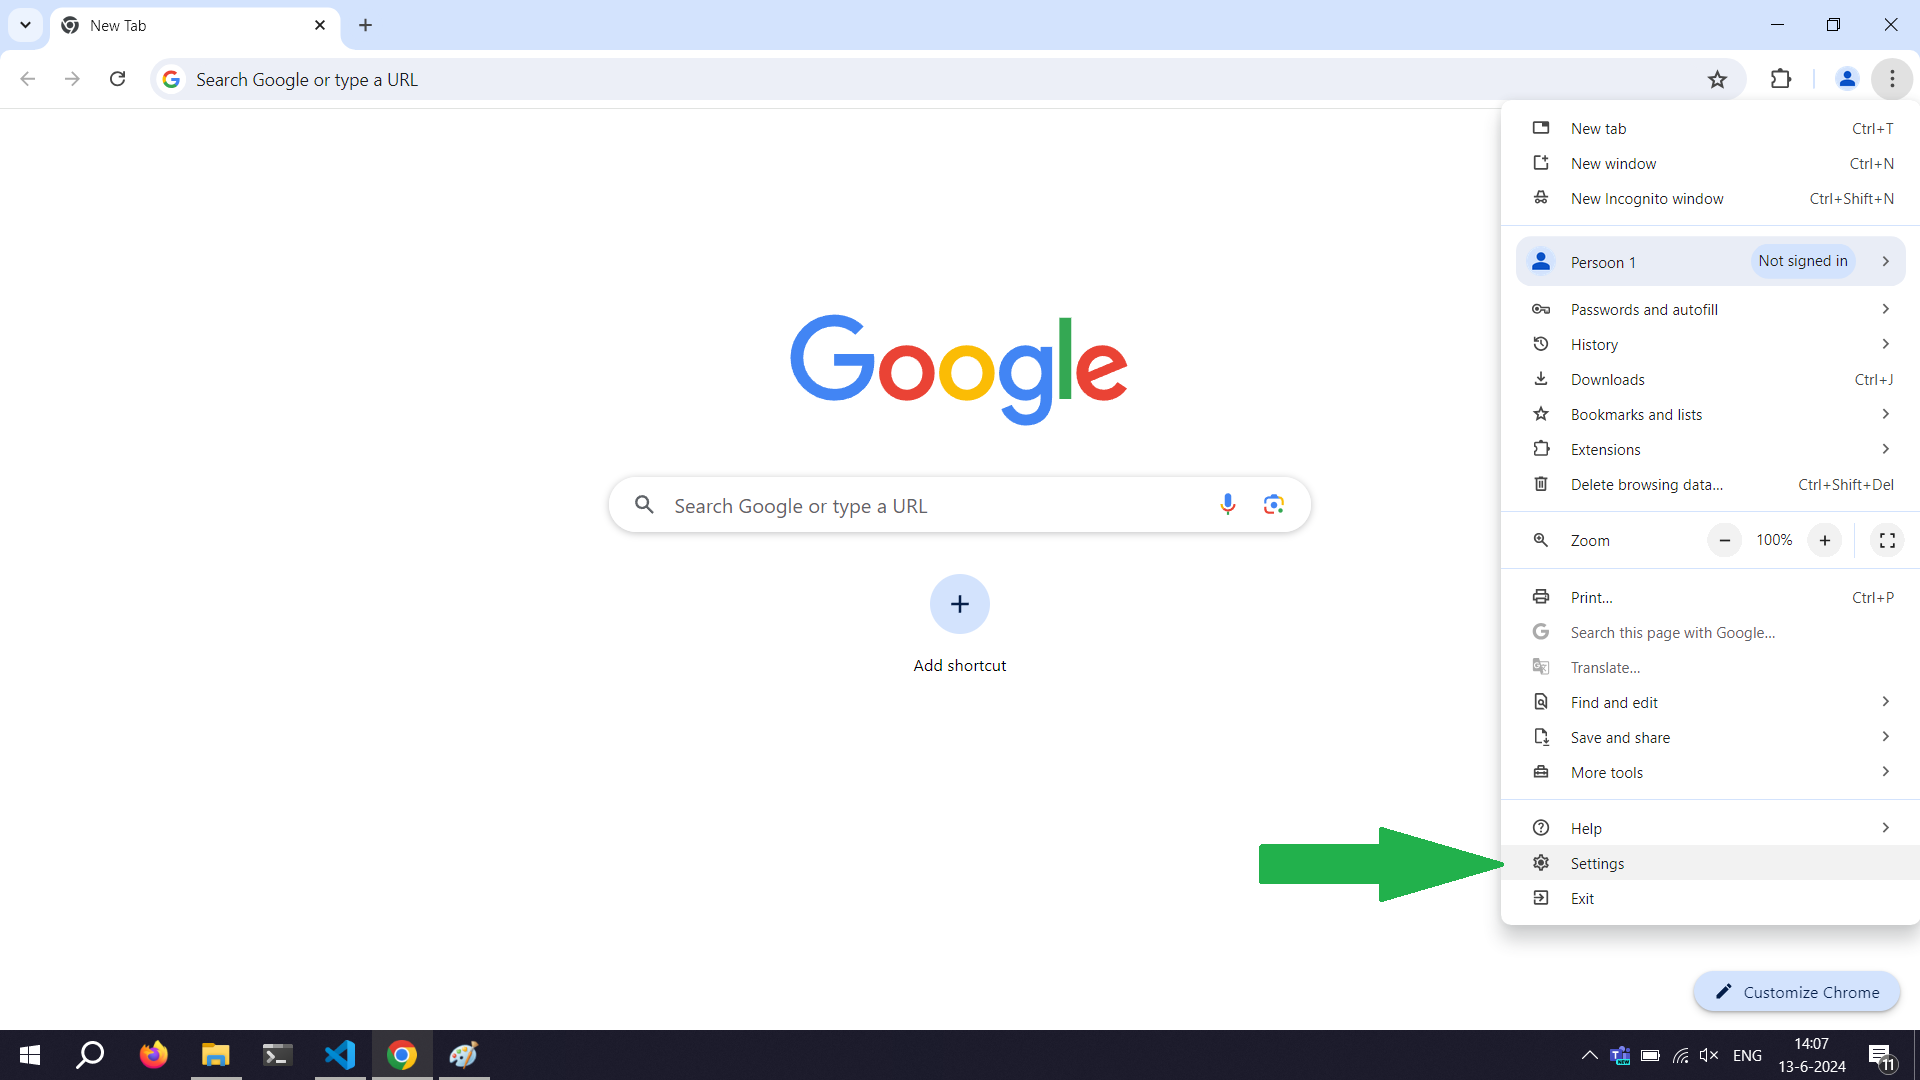 New Tab
Search Google or type a URL
New tab Ctrl+T
New window Ctrl+N
New Incognito window Ctrl+Shift+N
Persoon 1 Not signed in
Passwords and autofill
History
Downloads Ctrl+J
Bookmarks and lists
Extensions
Delete browsing data... Ctrl+Shift+Del
Zoom 100%
Print... Ctrl+P
Search this page with Google...
Translate...
Find and edit
Save and share
More tools
Help
Settings
Exit
Google
Search Google or type a URL
Add shortcut
Customize Chrome
ENG
14:07
13-6-2024
11